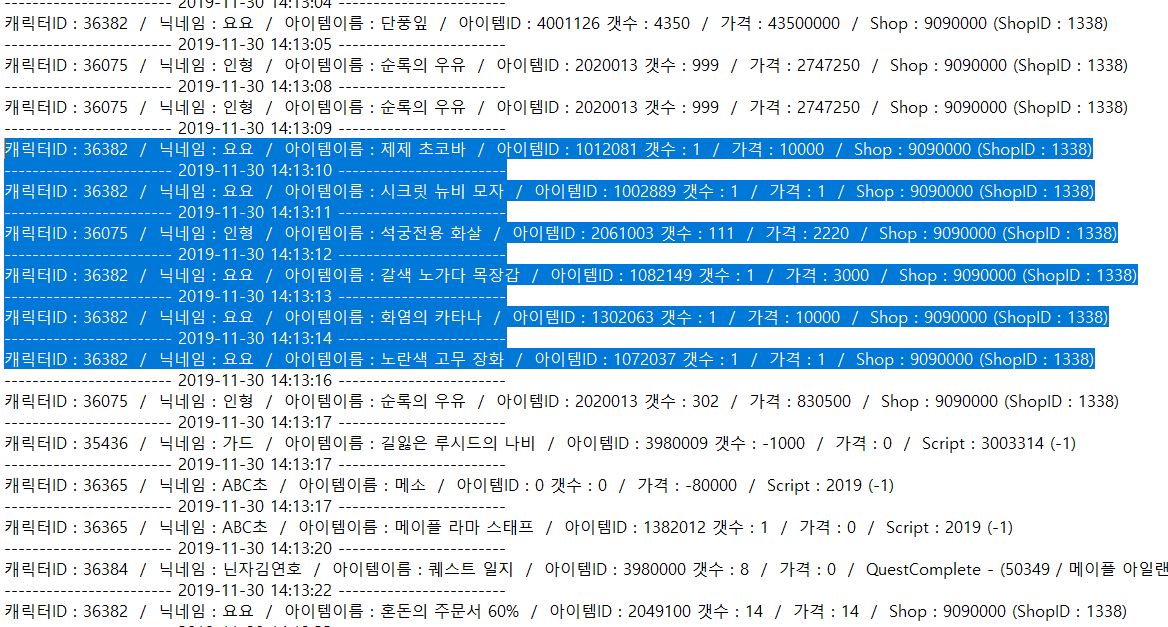 ------------------------ 2019-11-30 14:13:04 ------------------------
캐릭터ID : 36382 / 닉네임 : 요요 / 아이템이름 : 단풍잎 / 아이템ID : 4001126 갯수 : 4350 / 가격 : 43500000 / Shop : 9090000 (ShopID : 1338)
------------------------ 2019-11-30 14:13:05 ------------------------
캐릭터ID : 36075 / 닉네임 : 인형 / 아이템이름 : 순록의 우유 / 아이템ID : 2020013 갯수 : 999 / 가격 : 2747250 / Shop : 9090000 (ShopID : 1338)
------------------------ 2019-11-30 14:13:08 ------------------------
캐릭터ID : 36075 / 닉네임 : 인형 / 아이템이름 : 순록의 우유 / 아이템ID : 2020013 갯수 : 999 / 가격 : 2747250 / Shop : 9090000 (ShopID : 1338)
------------------------ 2019-11-30 14:13:09 ------------------------
캐릭터ID : 36382 / 닉네임 : 요요 / 아이템이름 : 제제 초코바 / 아이템ID : 1012081 갯수 : 1 / 가격 : 10000 / Shop : 9090000 (ShopID : 1338)
------------------------ 2019-11-30 14:13:10 ------------------------
캐릭터ID : 36382 / 닉네임 : 요요 / 아이템이름 : 시크릿 뉴비 모자 / 아이템ID : 1002889 갯수 : 1 / 가격 : 1 / Shop : 9090000 (ShopID : 1338)
------------------------ 2019-11-30 14:13:11 ------------------------
캐릭터ID : 36075 / 닉네임 : 인형 / 아이템이름 : 석궁전용 화살 / 아이템ID : 2061003 갯수 : 111 / 가격 : 2220 / Shop : 9090000 (ShopID : 1338)
------------------------ 2019-11-30 14:13:12 ------------------------
캐릭터ID : 36382 / 닉네임 : 요요 / 아이템이름 : 갈색 노가다 목장갑 / 아이템ID : 1082149 갯수 : 1 / 가격 : 3000 / Shop : 9090000 (ShopID : 1338)
------------------------ 2019-11-30 14:13:13 ------------------------
캐릭터ID : 36382 / 닉네임 : 요요 / 아이템이름 : 화염의 카타나 / 아이템ID : 1302063 갯수 : 1 / 가격 : 10000 / Shop : 9090000 (ShopID : 1338)
------------------------ 2019-11-30 14:13:14 ------------------------
캐릭터ID : 36382 / 닉네임 : 요요 / 아이템이름 : 노란색 고무 장화 / 아이템ID : 1072037 갯수 : 1 / 가격 : 1 / Shop : 9090000 (ShopID : 1338)
------------------------ 2019-11-30 14:13:16 ------------------------
캐릭터ID : 36075 / 닉네임 : 인형 / 아이템이름 : 순록의 우유 / 아이템ID : 2020013 갯수 : 302 / 가격 : 830500 / Shop : 9090000 (ShopID : 1338)
------------------------ 2019-11-30 14:13:17 ------------------------
캐릭터ID : 35436 / 닉네임 : 가드 / 아이템이름 : 길잃은 루시드의 나비 / 아이템ID : 3980009 갯수 : -1000 / 가격 : 0 / Script : 3003314 (-1)
------------------------ 2019-11-30 14:13:17 ------------------------
캐릭터ID : 36365 / 닉네임 : ABC초 / 아이템이름 : 메소 / 아이템ID : 0 갯수 : 0 / 가격 : -80000 / Script : 2019 (-1)
------------------------ 2019-11-30 14:13:17 ------------------------
캐릭터ID : 36365 / 닉네임 : ABC초 / 아이템이름 : 메이플 라마 스태프 / 아이템ID : 1382012 갯수 : 1 / 가격 : 0 / Script : 2019 (-1)
------------------------ 2019-11-30 14:13:20 ------------------------
캐릭터ID : 36384 / 닉네임 : 닌자김연호 / 아이템이름 : 퀘스트 일지 / 아이템ID : 3980000 갯수 : 8 / 가격 : 0 / QuestComplete - (50349 / 메이플 아일랜
------------------------ 2019-11-30 14:13:22 ------------------------
캐릭터ID : 36382 / 닉네임 : 요요 / 아이템이름 : 혼돈의 주문서 60% / 아이템ID : 2049100 갯수 : 14 / 가격 : 14 / Shop : 9090000 (ShopID : 1338)